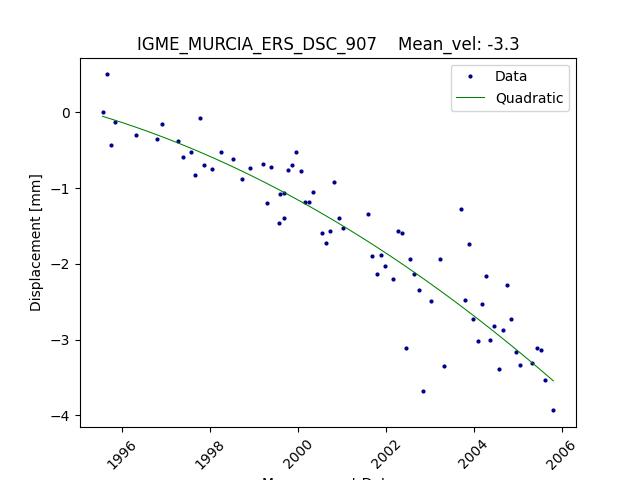 IGME_MURCIA_ERS_DSC_907    Mean_vel: -3.3
Data
Quadratic
Displacement [mm]
0
−1
−2
−3
−4
1996
1998
2000
2002
2004
2006